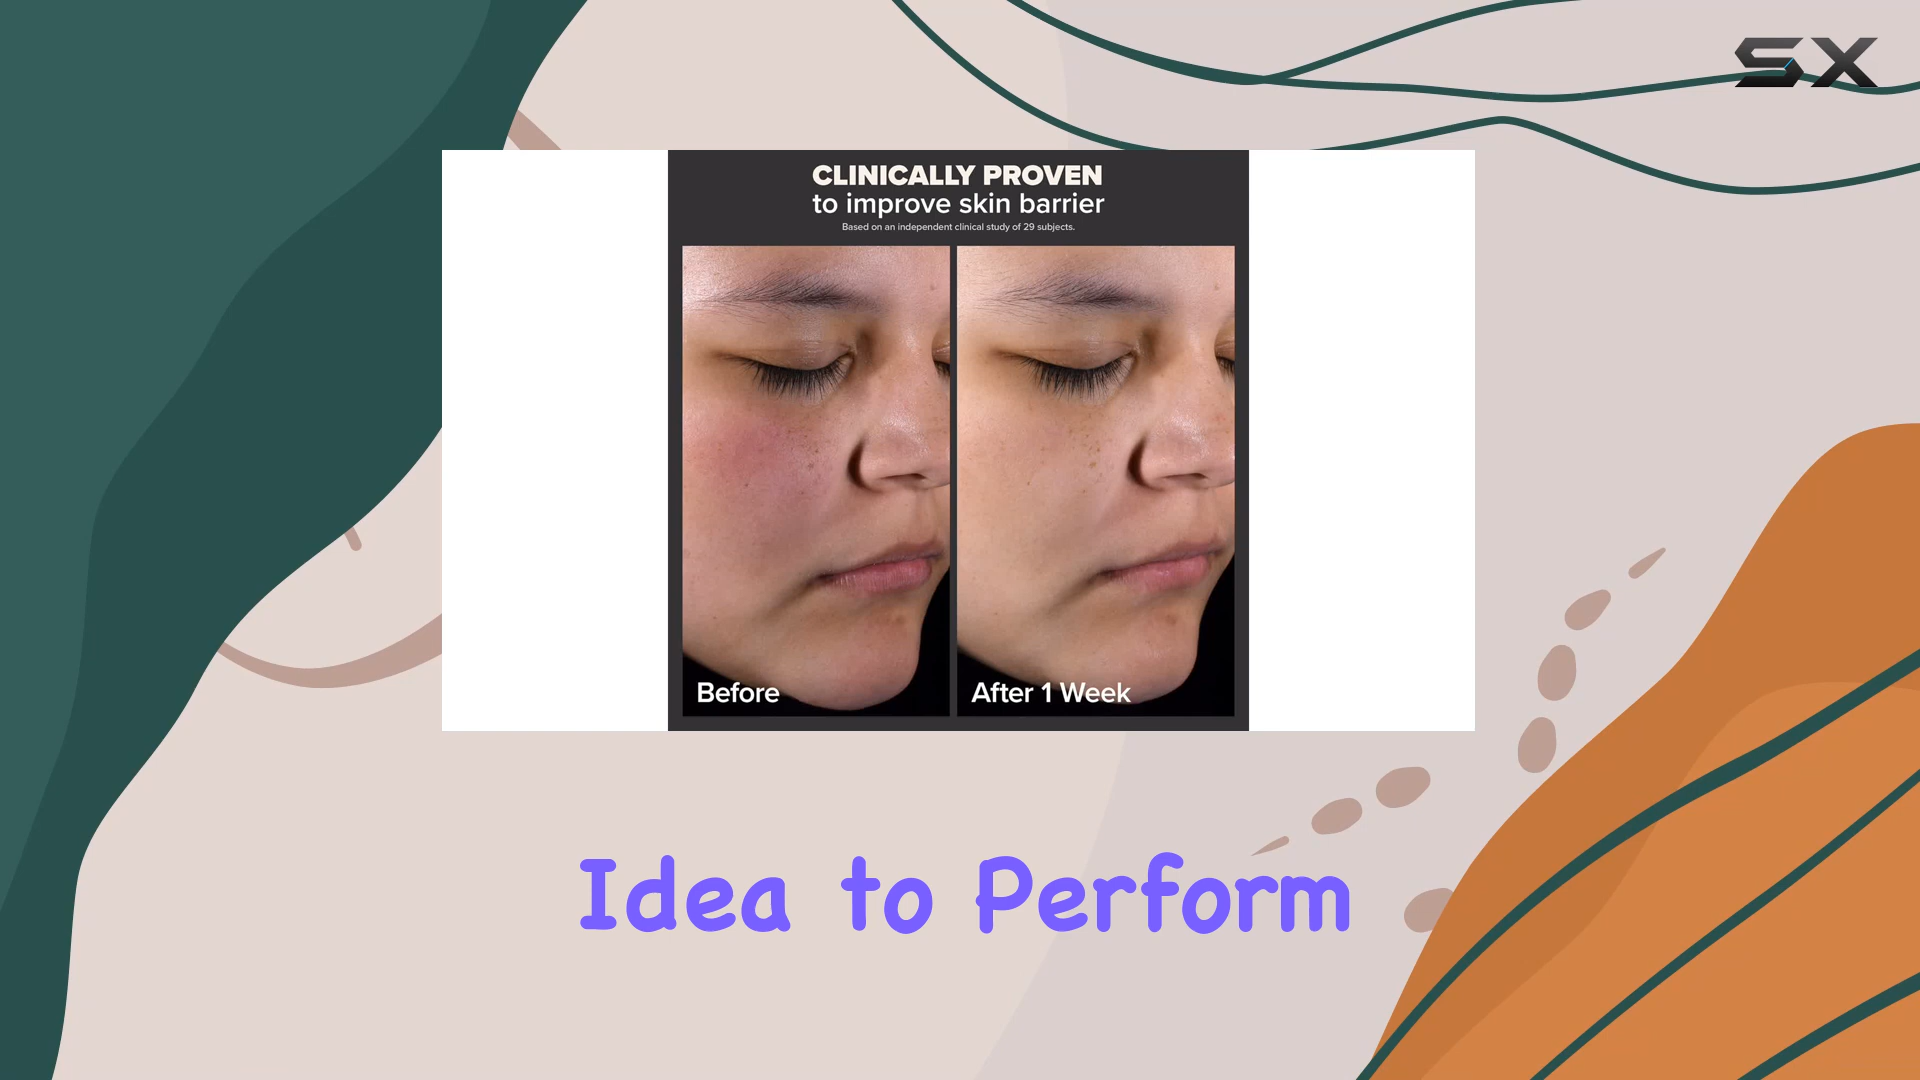 SX
CLINICALLY PROVEN
to improve skin barrier
Based on an independent clinical study of 29 subjects.
Before
After 1 Week
Idea to Perform